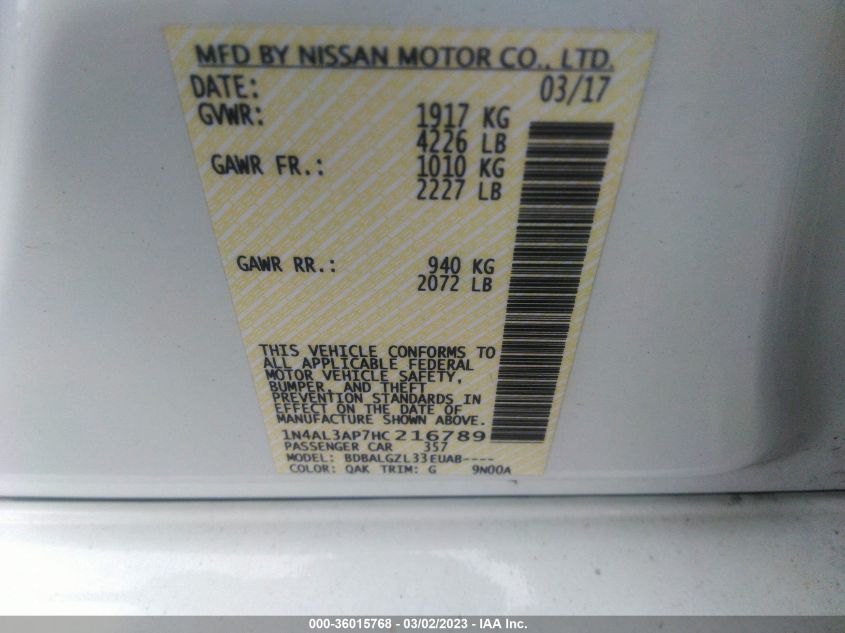 MFD BY NISSAN MOTOR CO., LTD.
DATE: 03/17
GVWR: 1917 KG
4226 LB
GAWR FR.: 1010 KG
2227 LB
GAWR RR.: 940 KG
2072 LB
THIS VEHICLE CONFORMS TO
ALL APPLICABLE FEDERAL
MOTOR VEHICLE SAFETY,
BUMPER, AND THEFT
PREVENTION STANDARDS IN
EFFECT ON THE DATE OF
MANUFACTURE SHOWN ABOVE.
1N4AL3AP7HC216789
PASSENGER CAR 357
MODEL: BDBALGZL33EUAB----
COLOR: QAK TRIM: G 9N00A
000-36015768 - 03/02/2023 - IAA Inc.